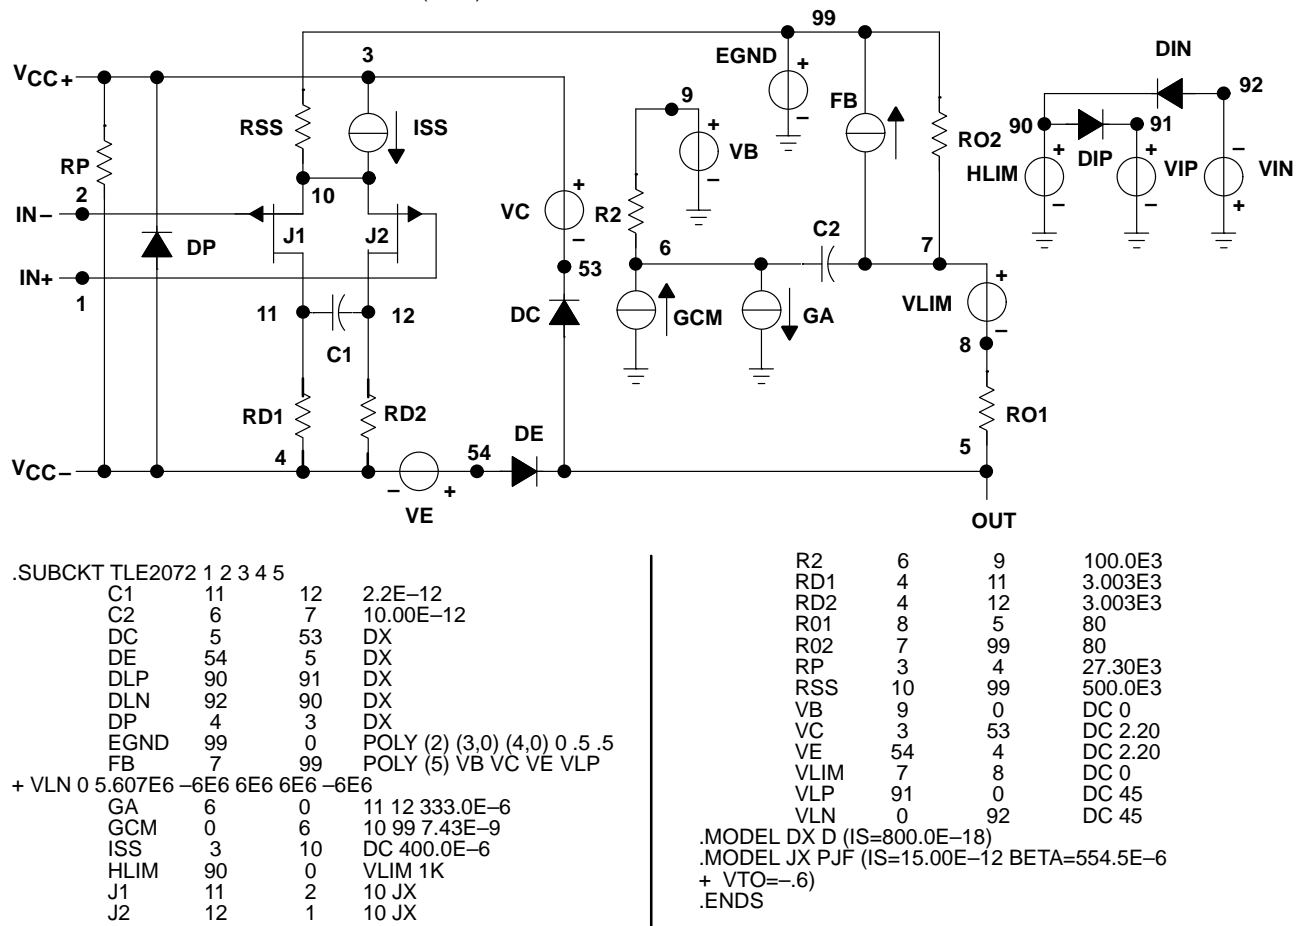 99
3
DIN
VCC+
EGND
+
92
9
FB
RSS
ISS
+
90
91
RP
VB
RO2
DIP
10
HLIM
VIP
VIN
2
IN–
VC
R2
C2
J1
J2
DP
6
7
IN+
53
1
VLIM
11
12
DC
GCM
GA
8
C1
RD1
RD2
RO1
DE
5
4
54
VCC–
– +
VE
OUT
.SUBCKT TLE2072 1 2 3 4 5
C1 11 12 2.2E–12
C2 6 7 10.00E–12
DC 5 53 DX
DE 54 5 DX
DLP 90 91 DX
DLN 92 90 DX
DP 4 3 DX
EGND 99 0 POLY (2) (3,0) (4,0) 0 .5 .5
FB 7 99 POLY (5) VB VC VE VLP
+ VLN 0 5.607E6 –6E6 6E6 6E6 –6E6
GA 6 0 11 12 333.0E–6
GCM 0 6 10 99 7.43E–9
ISS 3 10 DC 400.0E–6
HLIM 90 0 VLIM 1K
J1 11 2 10 JX
J2 12 1 10 JX
R2 6 9 100.0E3
RD1 4 11 3.003E3
RD2 4 12 3.003E3
R01 8 5 80
R02 7 99 80
RP 3 4 27.30E3
RSS 10 99 500.0E3
VB 9 0 DC 0
VC 3 53 DC 2.20
VE 54 4 DC 2.20
VLIM 7 8 DC 0
VLP 91 0 DC 45
VLN 0 92 DC 45
.MODEL DX D (IS=800.0E–18)
.MODEL JX PJF (IS=15.00E–12 BETA=554.5E–6
+ VTO=–.6)
.ENDS